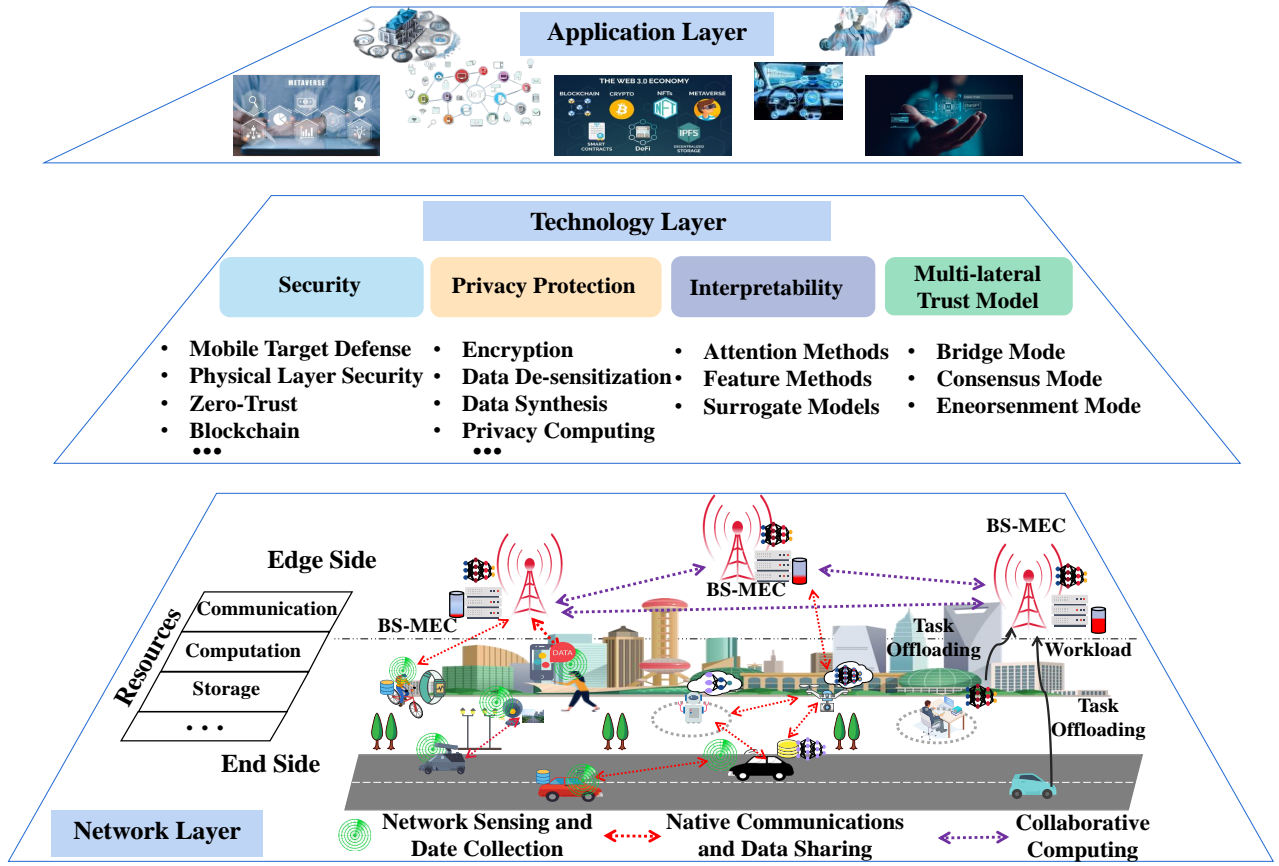 Application Layer
METAVERSE
IoT
THE WEB 3.0 ECONOMY
BLOCKCHAIN
CRYPTO
NFTs
METAVERSE
NFT
IPFS
SMART
CONTRACTS
DeFi
DECENTRALIZED
STORAGE
Technology Layer
Security
Privacy Protection
Interpretability
Multi-lateral
Trust Model
• Mobile Target Defense
• Physical Layer Security
• Zero-Trust
• Blockchain
•••
• Encryption
• Data De-sensitization
• Data Synthesis
• Privacy Computing
•••
• Attention Methods
• Feature Methods
• Surrogate Models
• Bridge Mode
• Consensus Mode
• Eneorsenment Mode
Edge Side
BS-MEC
BS-MEC
BS-MEC
Resources
Communication
Computation
Storage
• • •
DATA
Task
Offloading
Workload
Task
Offloading
End Side
Network Layer
Network Sensing and
Date Collection
Native Communications
and Data Sharing
Collaborative
Computing